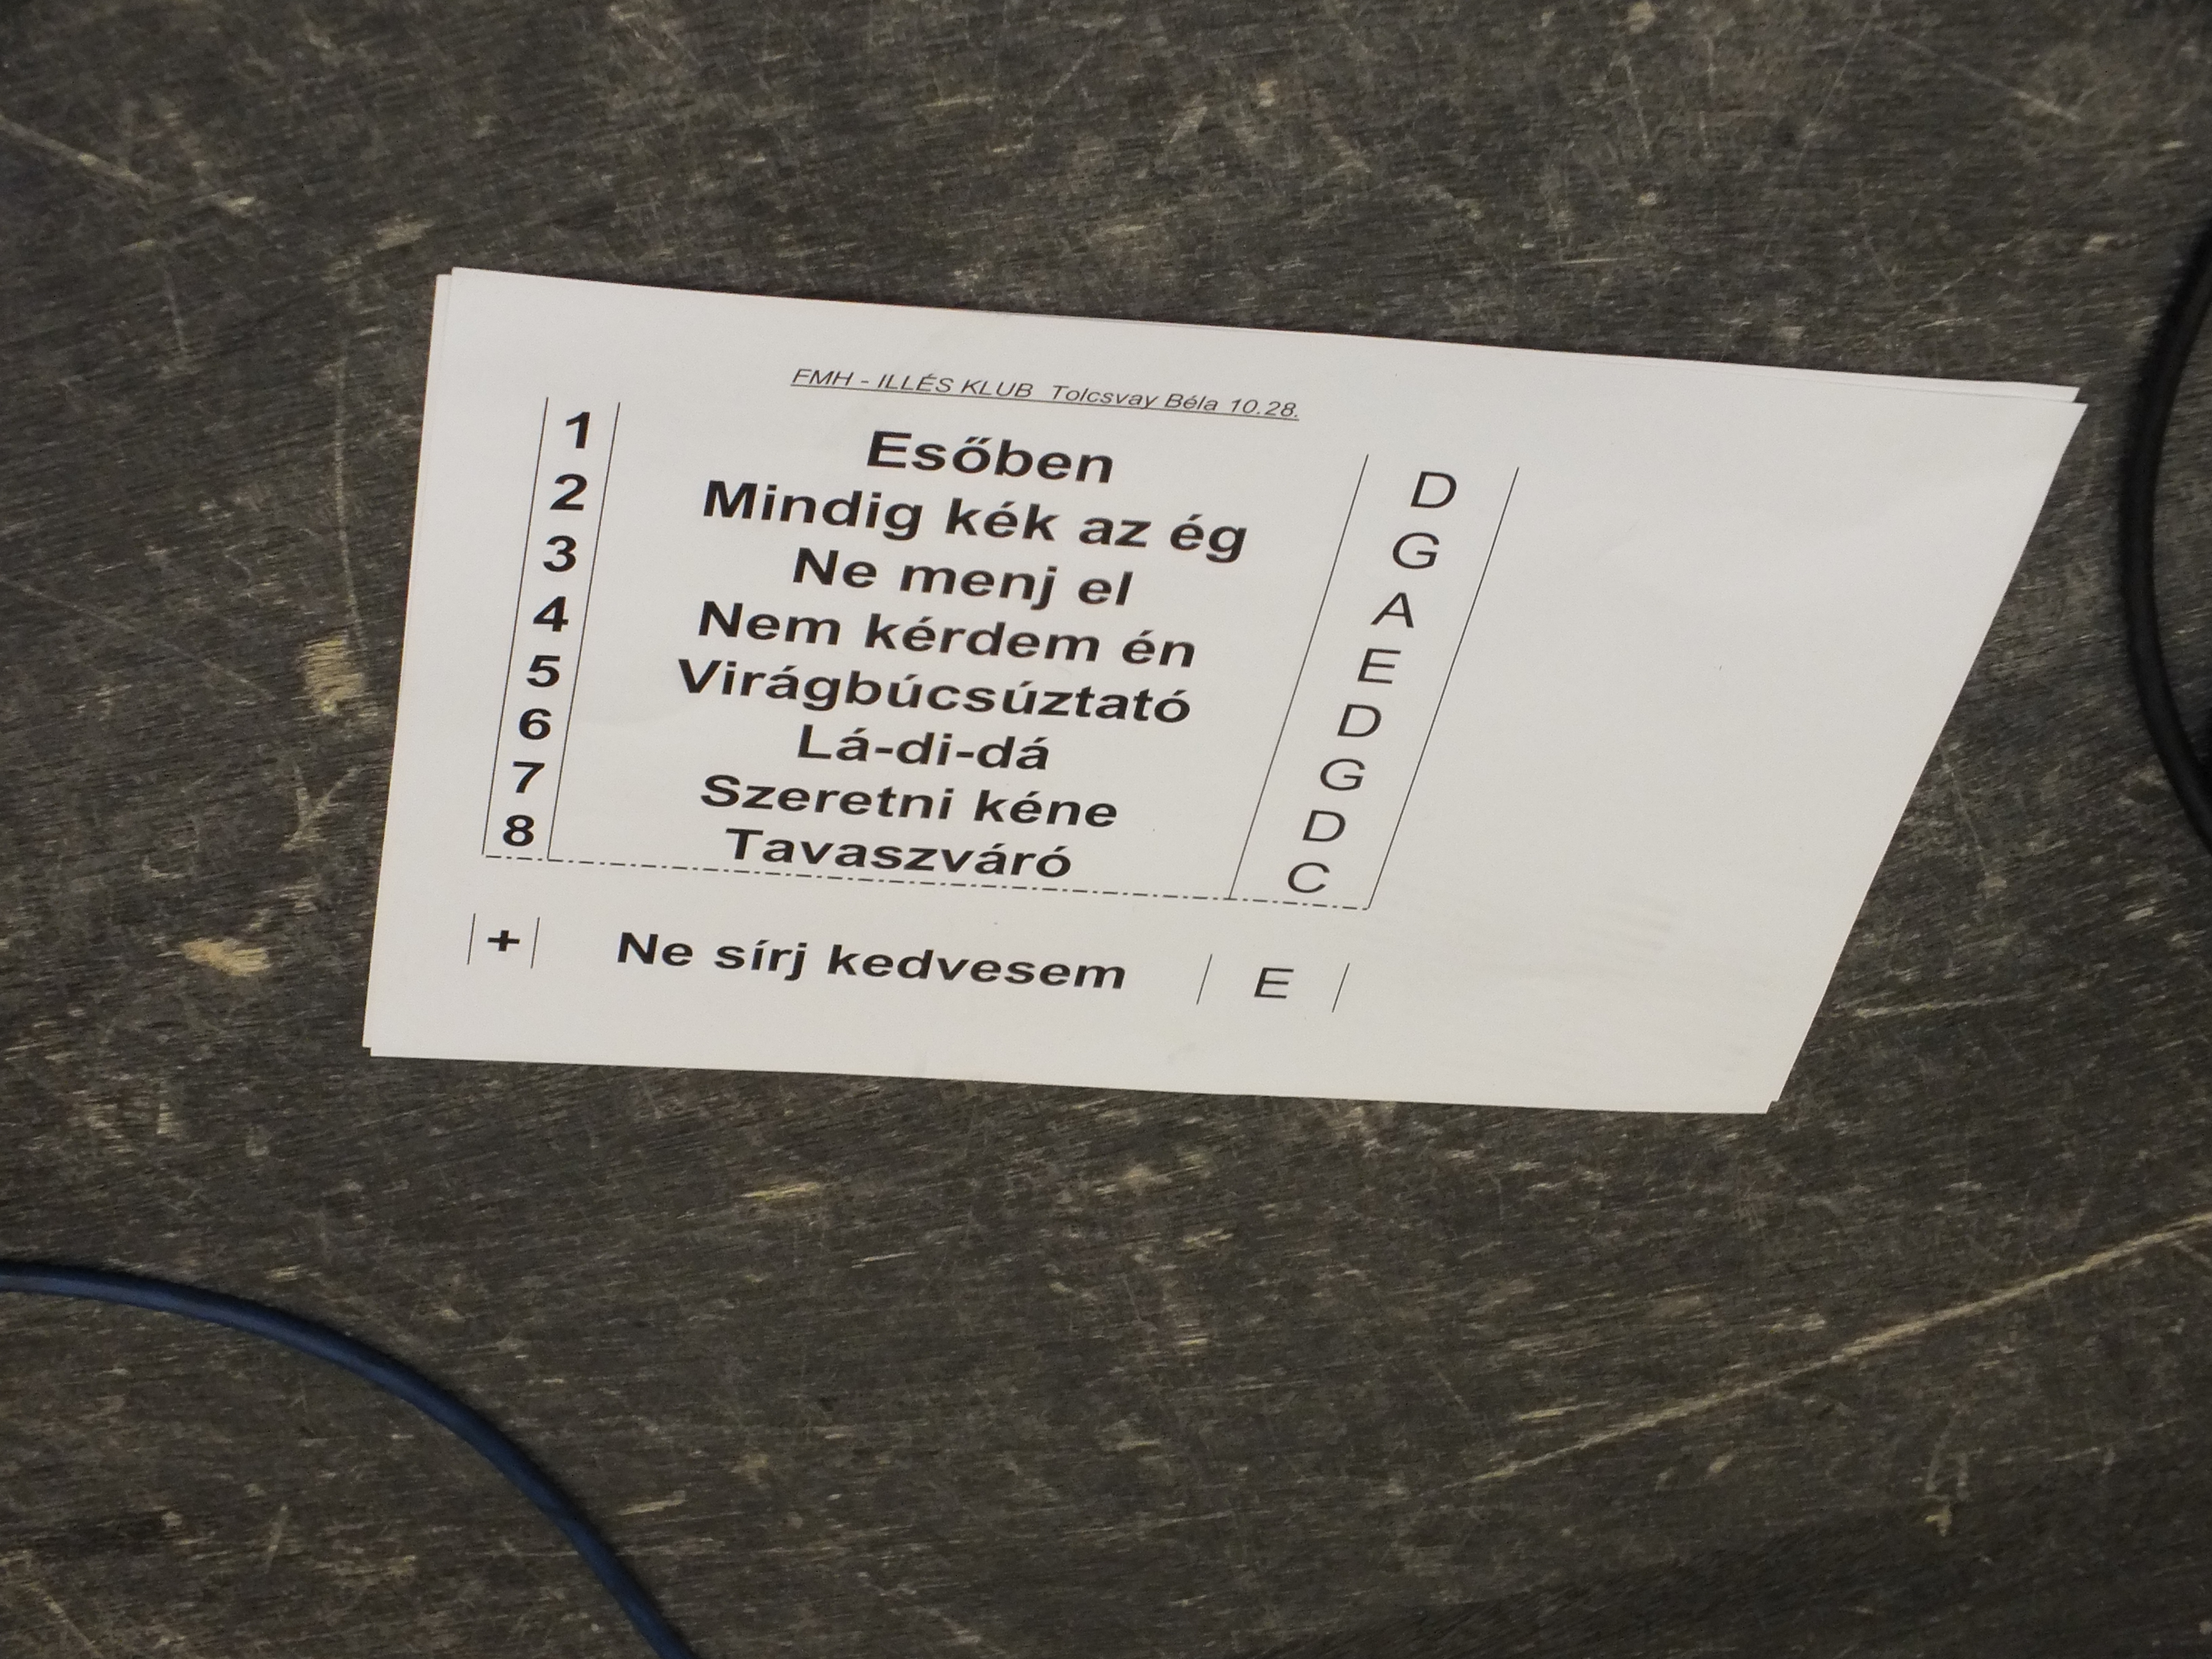 FMH - ILLÉS KLUB Tolcsvay Béla 10.28.
1 Esőben D
2 Mindig kék az ég G
3 Ne menj el A
4 Nem kérdem én E
5 Virágbúcsúztató D
6 Lá-di-dá G
7 Szeretni kéne D
8 Tavaszváró C
+ Ne sírj kedvesem E